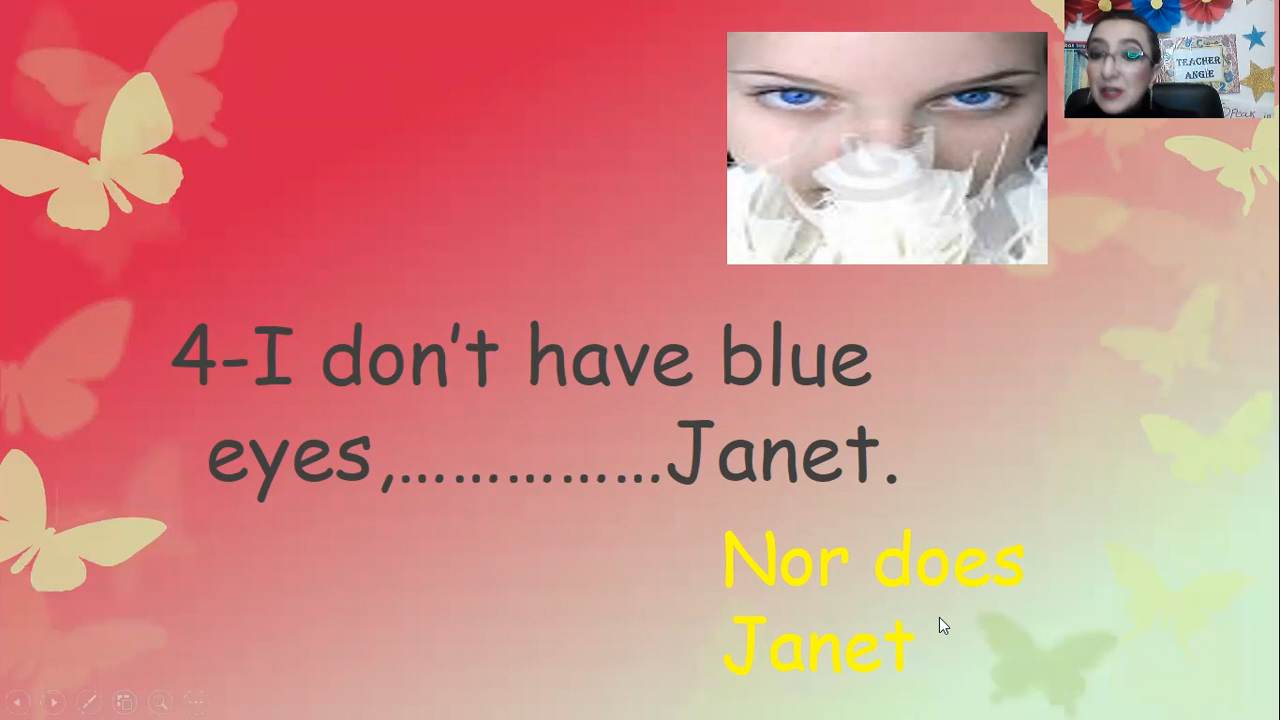 TEACHER
ANGIE
4-I don't have blue
eyes,……………Janet.
Nor does
Janet